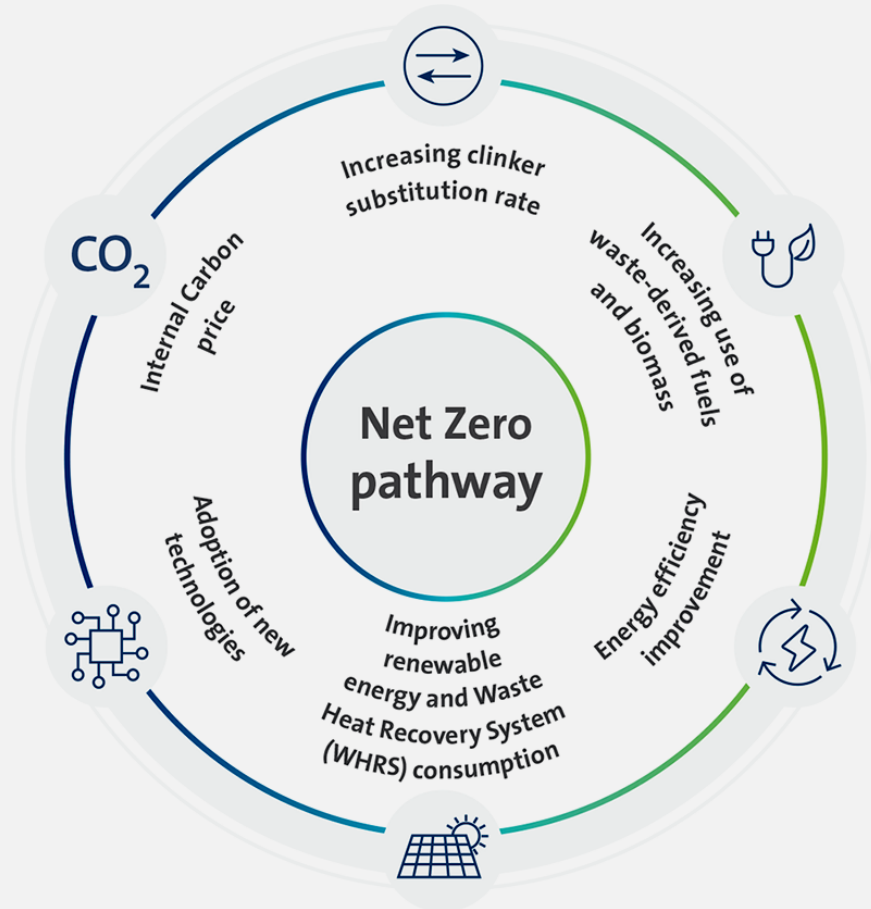 Increasing clinker
substitution rate
Increasing use of
waste-derived fuels
and biomass
Energy efficiency
improvement
Improving
renewable
energy and Waste
Heat Recovery System
(WHRS) consumption
Adoption of new
technologies
CO₂
Internal Carbon
price
Net Zero
pathway